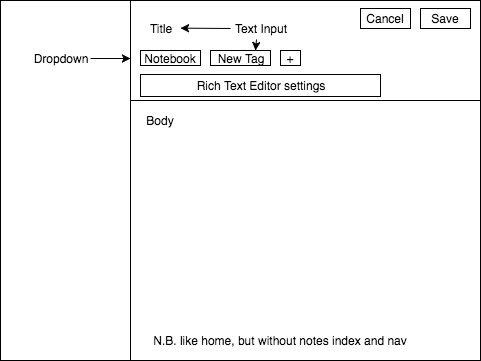 Cancel Save
Title Text Input
Dropdown Notebook New Tag +
Rich Text Editor settings
Body
N.B. like home, but without notes index and nav